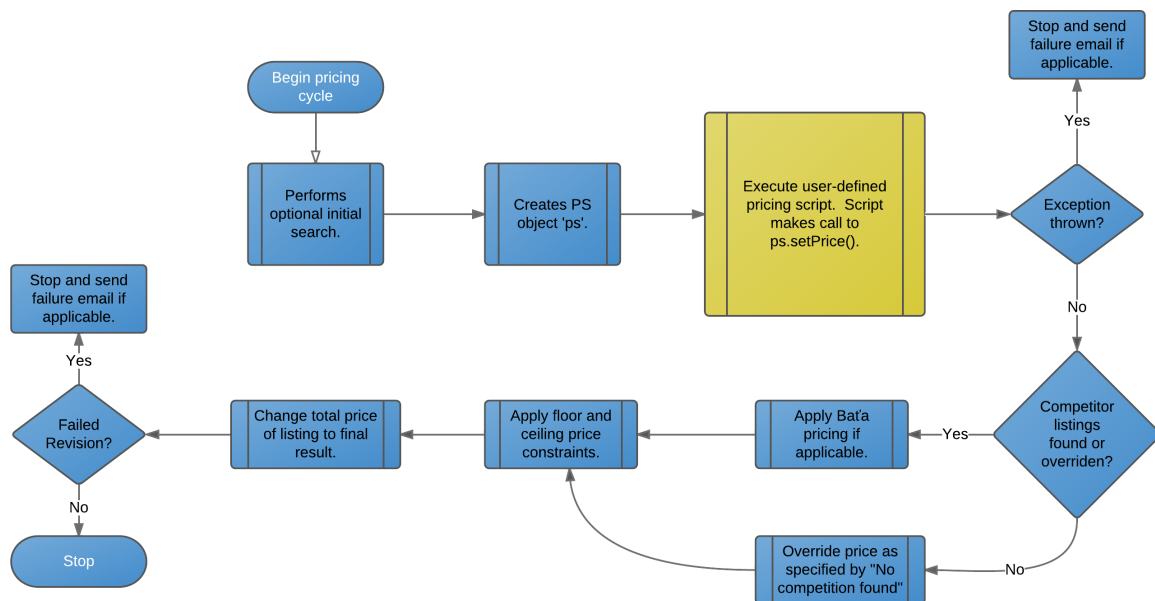 Begin pricing
cycle
Performs
optional initial
search.
Creates PS
object 'ps'.
Execute user-defined
pricing script.  Script
makes call to
ps.setPrice().
Exception
thrown?
Yes
Stop and send
failure email if
applicable.
No
Competitor
listings
found or
overriden?
Yes
Apply Baťa
pricing if
applicable.
No
Override price as
specified by "No
competition found"
Apply floor and
ceiling price
constraints.
Change total price
of listing to final
result.
Failed
Revision?
Yes
Stop and send
failure email if
applicable.
No
Stop